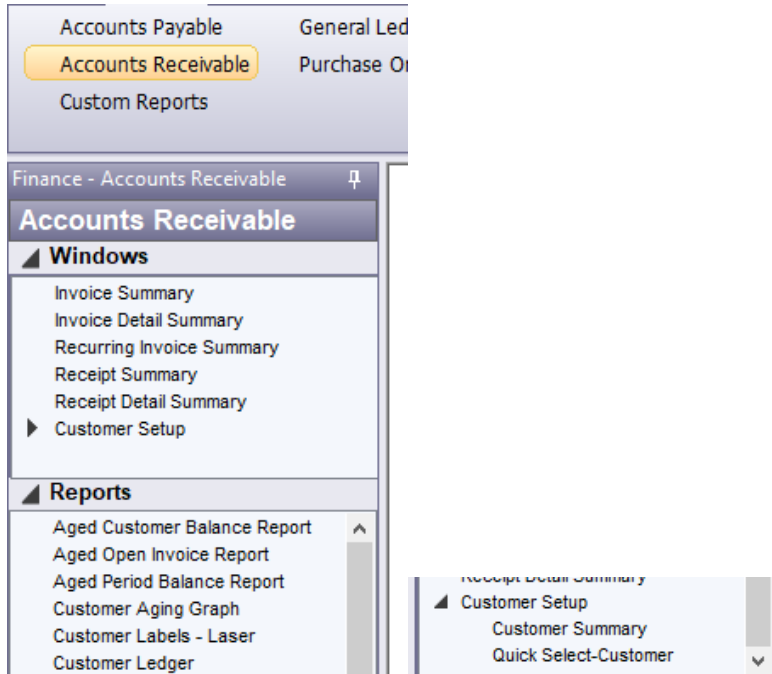 Accounts Payable General Led
Accounts Receivable Purchase Or
Custom Reports
Finance - Accounts Receivable
Accounts Receivable
Windows
Invoice Summary
Invoice Detail Summary
Recurring Invoice Summary
Receipt Summary
Receipt Detail Summary
Customer Setup
Reports
Aged Customer Balance Report
Aged Open Invoice Report
Aged Period Balance Report
Customer Aging Graph
Customer Labels - Laser
Customer Ledger
Receipt Detail Summary
Customer Setup
Customer Summary
Quick Select-Customer